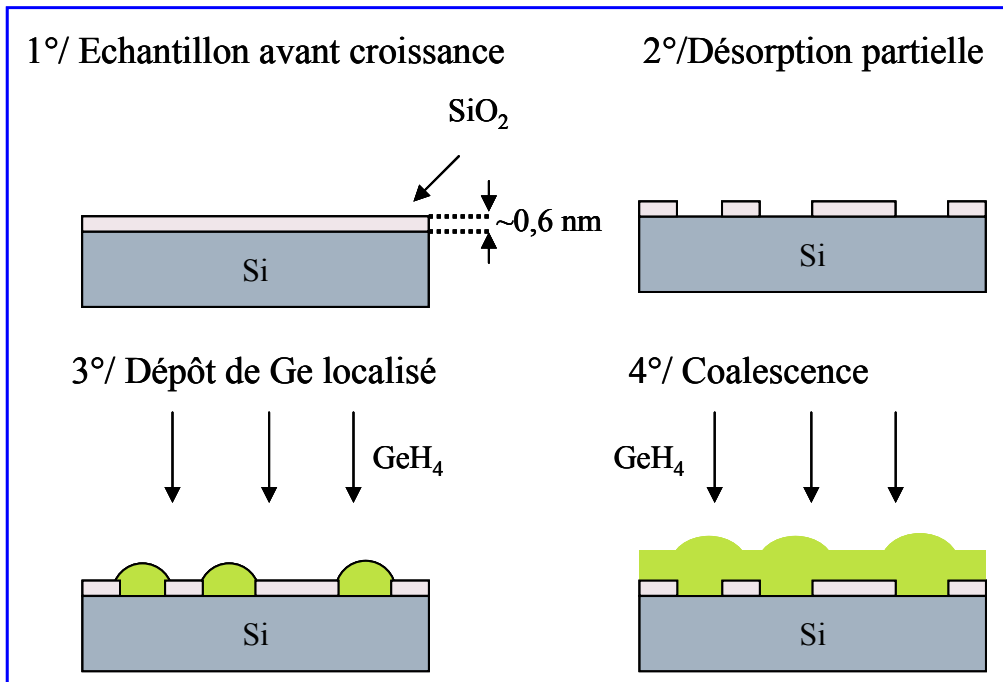 1°/ Echantillon avant croissance
SiO₂
~0,6 nm
Si
2°/Désorption partielle
Si
3°/ Dépôt de Ge localisé
GeH₄
Si
4°/ Coalescence
GeH₄
Si